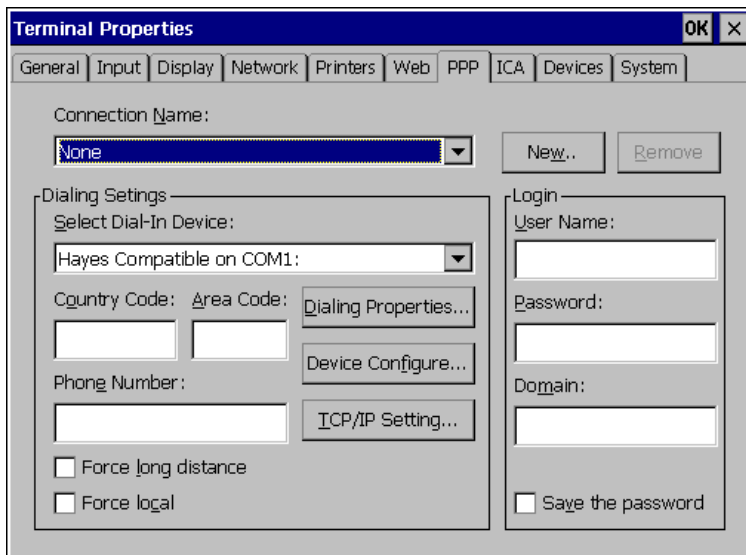 Terminal Properties OK ×
General Input Display Network Printers Web PPP ICA Devices System
Connection Name:
None New.. Remove
Dialing Setings
Select Dial-In Device:
Hayes Compatible on COM1:
Country Code: Area Code: Dialing Properties...
Device Configure...
Phone Number:
TCP/IP Setting...
Force long distance
Force local
Login
User Name:
Password:
Domain:
Save the password